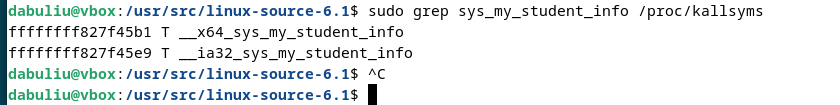 dabuliu@vbox:/usr/src/linux-source-6.1$ sudo grep sys_my_student_info /proc/kallsyms
ffffffff827f45b1 T __x64_sys_my_student_info
ffffffff827f45e9 T __ia32_sys_my_student_info
dabuliu@vbox:/usr/src/linux-source-6.1$ ^C
dabuliu@vbox:/usr/src/linux-source-6.1$